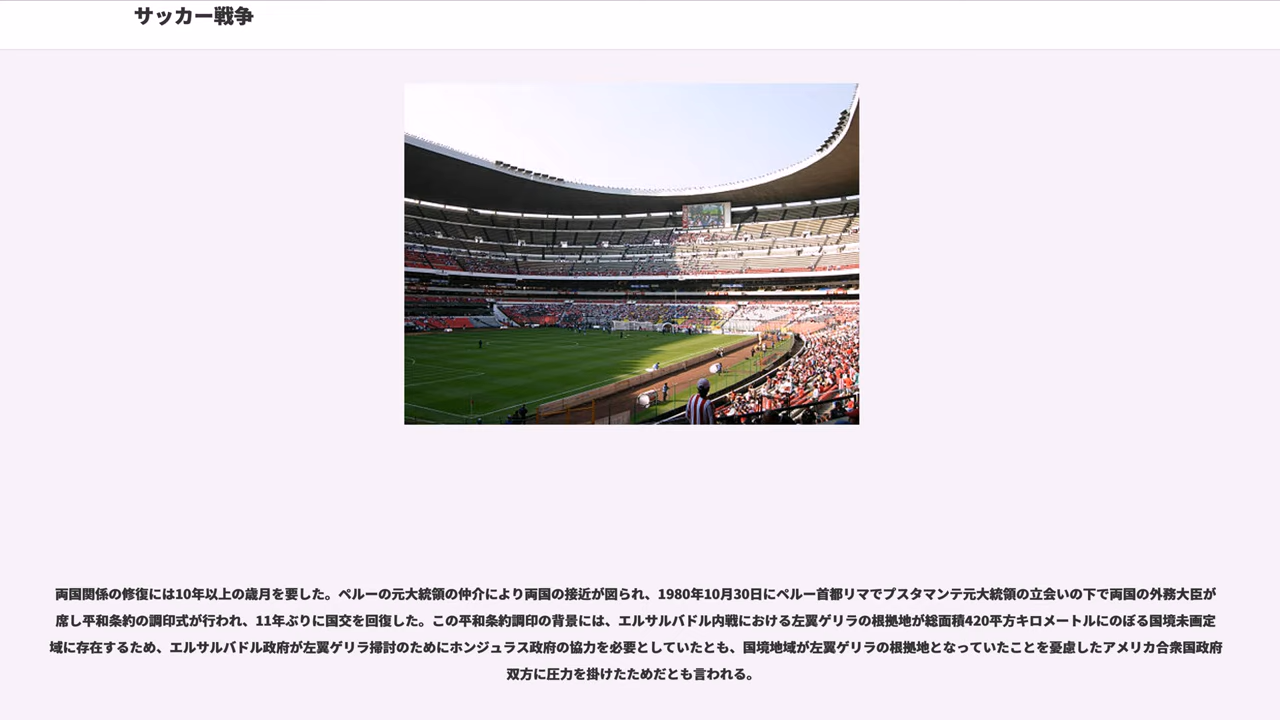 サッカー戦争
両国関係の修復には10年以上の歳月を要した。ペルーの元大統領の仲介により両国の接近が図られ、1980年10月30日にペルー首都リマでブスタマンテ元大統領の立会いの下で両国の外務大臣が
席し平和条約の調印式が行われ、11年ぶりに国交を回復した。この平和条約調印の背景には、エルサルバドル内戦における左翼ゲリラの根拠地が総面積420平方キロメートルにのぼる国境未画定
域に存在するため、エルサルバドル政府が左翼ゲリラ掃討のためにホンジュラス政府の協力を必要としていたとも、国境地域が左翼ゲリラの根拠地となっていたことを憂慮したアメリカ合衆国政府
双方に圧力を掛けたためだとも言われる。